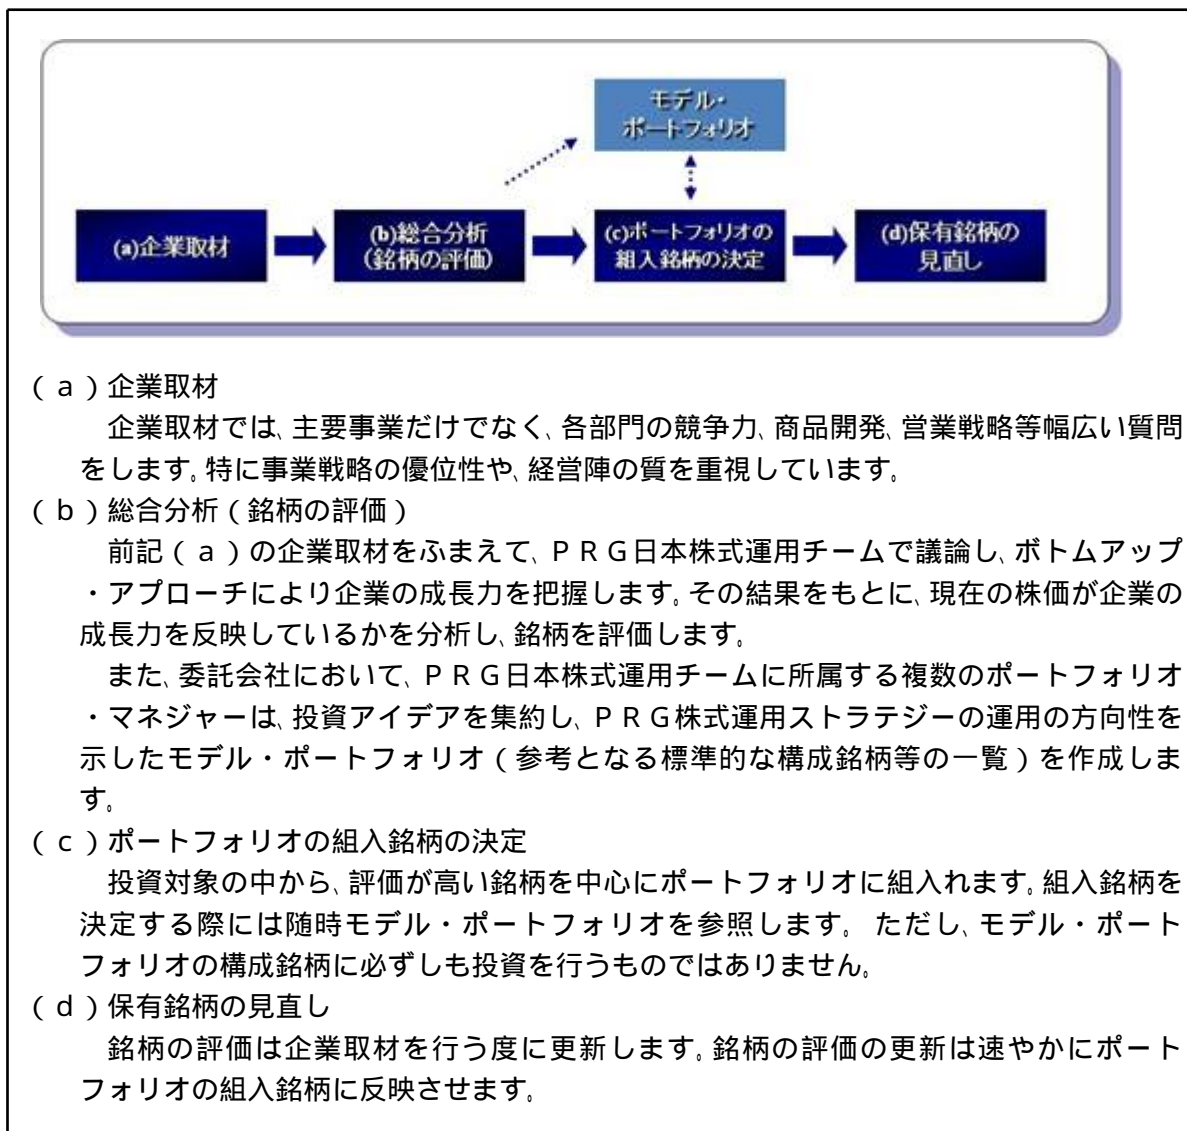 モデル・
ポートフォリオ
(a)企業取材
(b)総合分析
(銘柄の評価)
(c)ポートフォリオの
組入銘柄の決定
(d)保有銘柄の
見直し
(a)企業取材
企業取材では、主要事業だけでなく、各部門の競争力、商品開発、営業戦略等幅広い質問
をします。特に事業戦略の優位性や、経営陣の質を重視しています。
(b)総合分析(銘柄の評価)
前記(a)の企業取材をふまえて、PRG日本株式運用チームで議論し、ボトムアップ
・アプローチにより企業の成長力を把握します。その結果をもとに、現在の株価が企業の
成長力を反映しているかを分析し、銘柄を評価します。
また、委託会社において、PRG日本株式運用チームに所属する複数のポートフォリオ
・マネジャーは、投資アイデアを集約し、PRG株式運用ストラテジーの運用の方向性を
示したモデル・ポートフォリオ(参考となる標準的な構成銘柄等の一覧)を作成しま
す。
(c)ポートフォリオの組入銘柄の決定
投資対象の中から、評価が高い銘柄を中心にポートフォリオに組入れます。組入銘柄を
決定する際には随時モデル・ポートフォリオを参照します。 ただし、モデル・ポート
フォリオの構成銘柄に必ずしも投資を行うものではありません。
(d)保有銘柄の見直し
銘柄の評価は企業取材を行う度に更新します。銘柄の評価の更新は速やかにポート
フォリオの組入銘柄に反映させます。